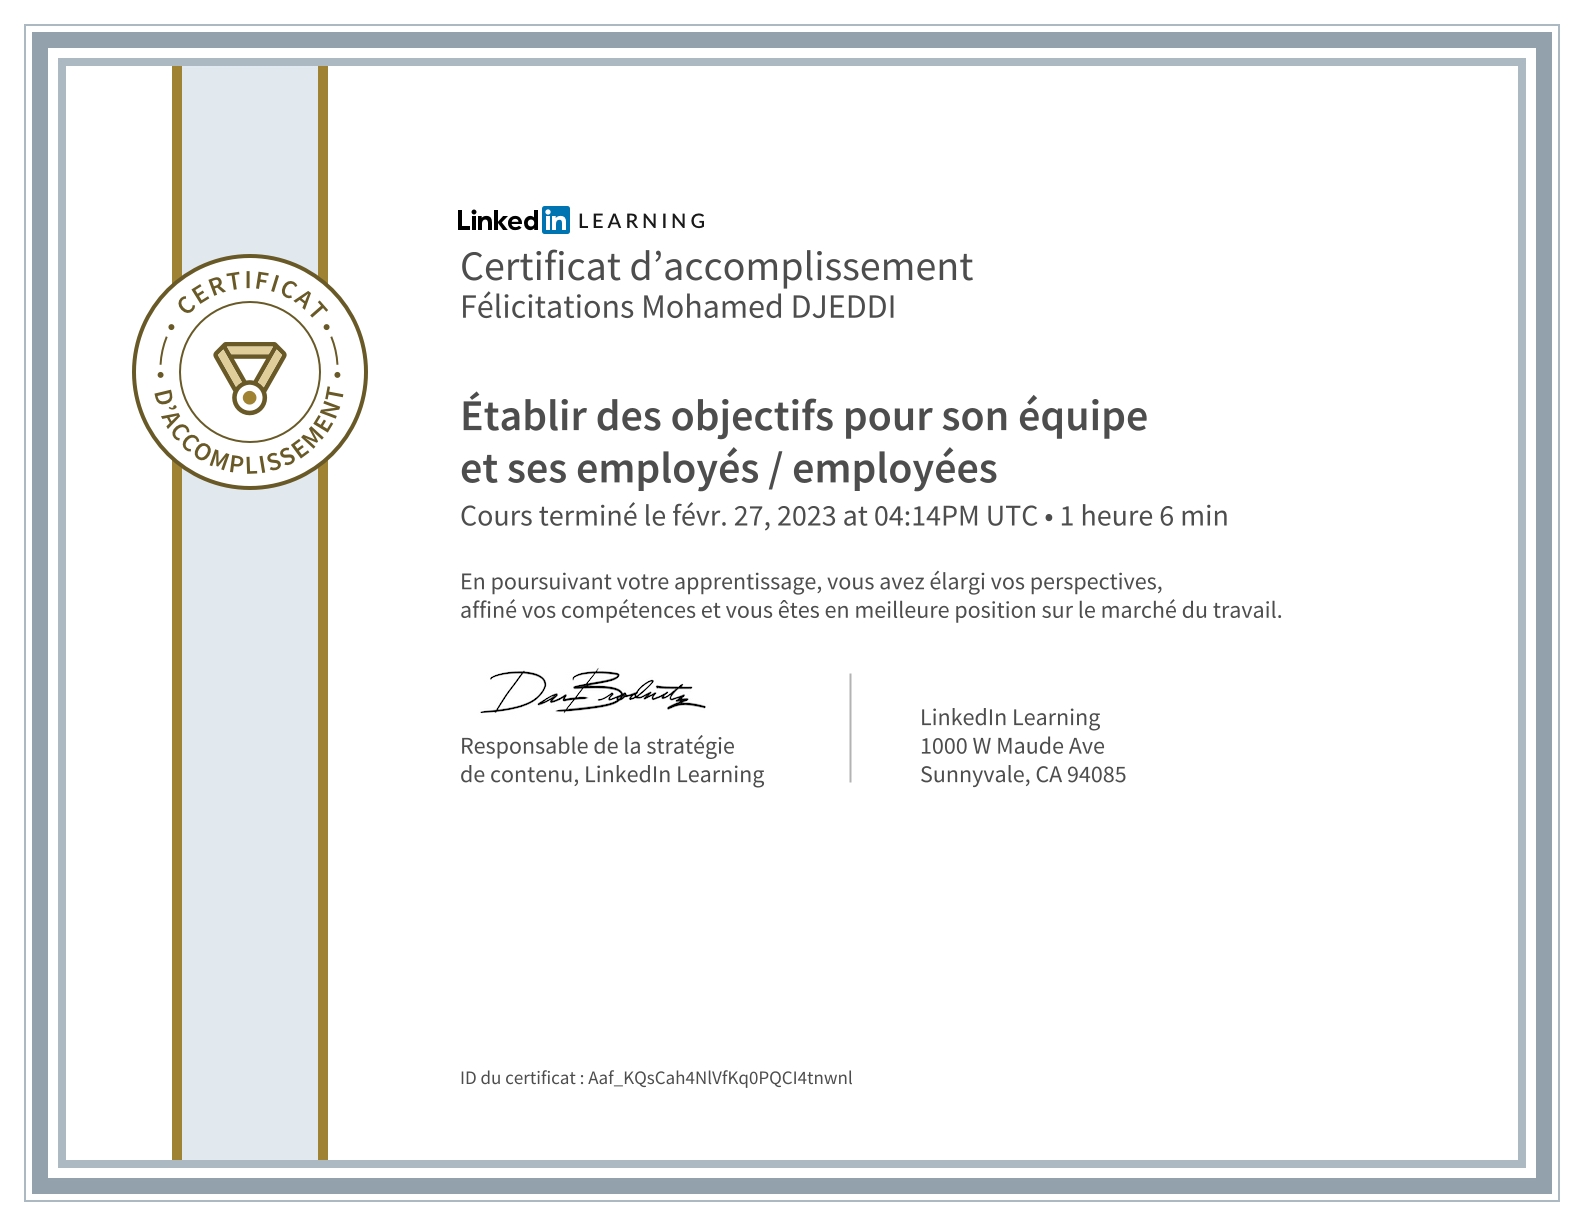 CERTIFICAT
D'ACCOMPLISSEMENT
Linkedin LEARNING
Certificat d’accomplissement
Félicitations Mohamed DJEDDI
Établir des objectifs pour son équipe
et ses employés / employées
Cours terminé le févr. 27, 2023 at 04:14PM UTC • 1 heure 6 min
En poursuivant votre apprentissage, vous avez élargi vos perspectives,
affiné vos compétences et vous êtes en meilleure position sur le marché du travail.
Dan Brodnitz
Responsable de la stratégie
de contenu, LinkedIn Learning
LinkedIn Learning
1000 W Maude Ave
Sunnyvale, CA 94085
ID du certificat : Aaf_KQsCah4NlVfKq0PQCI4tnwnl